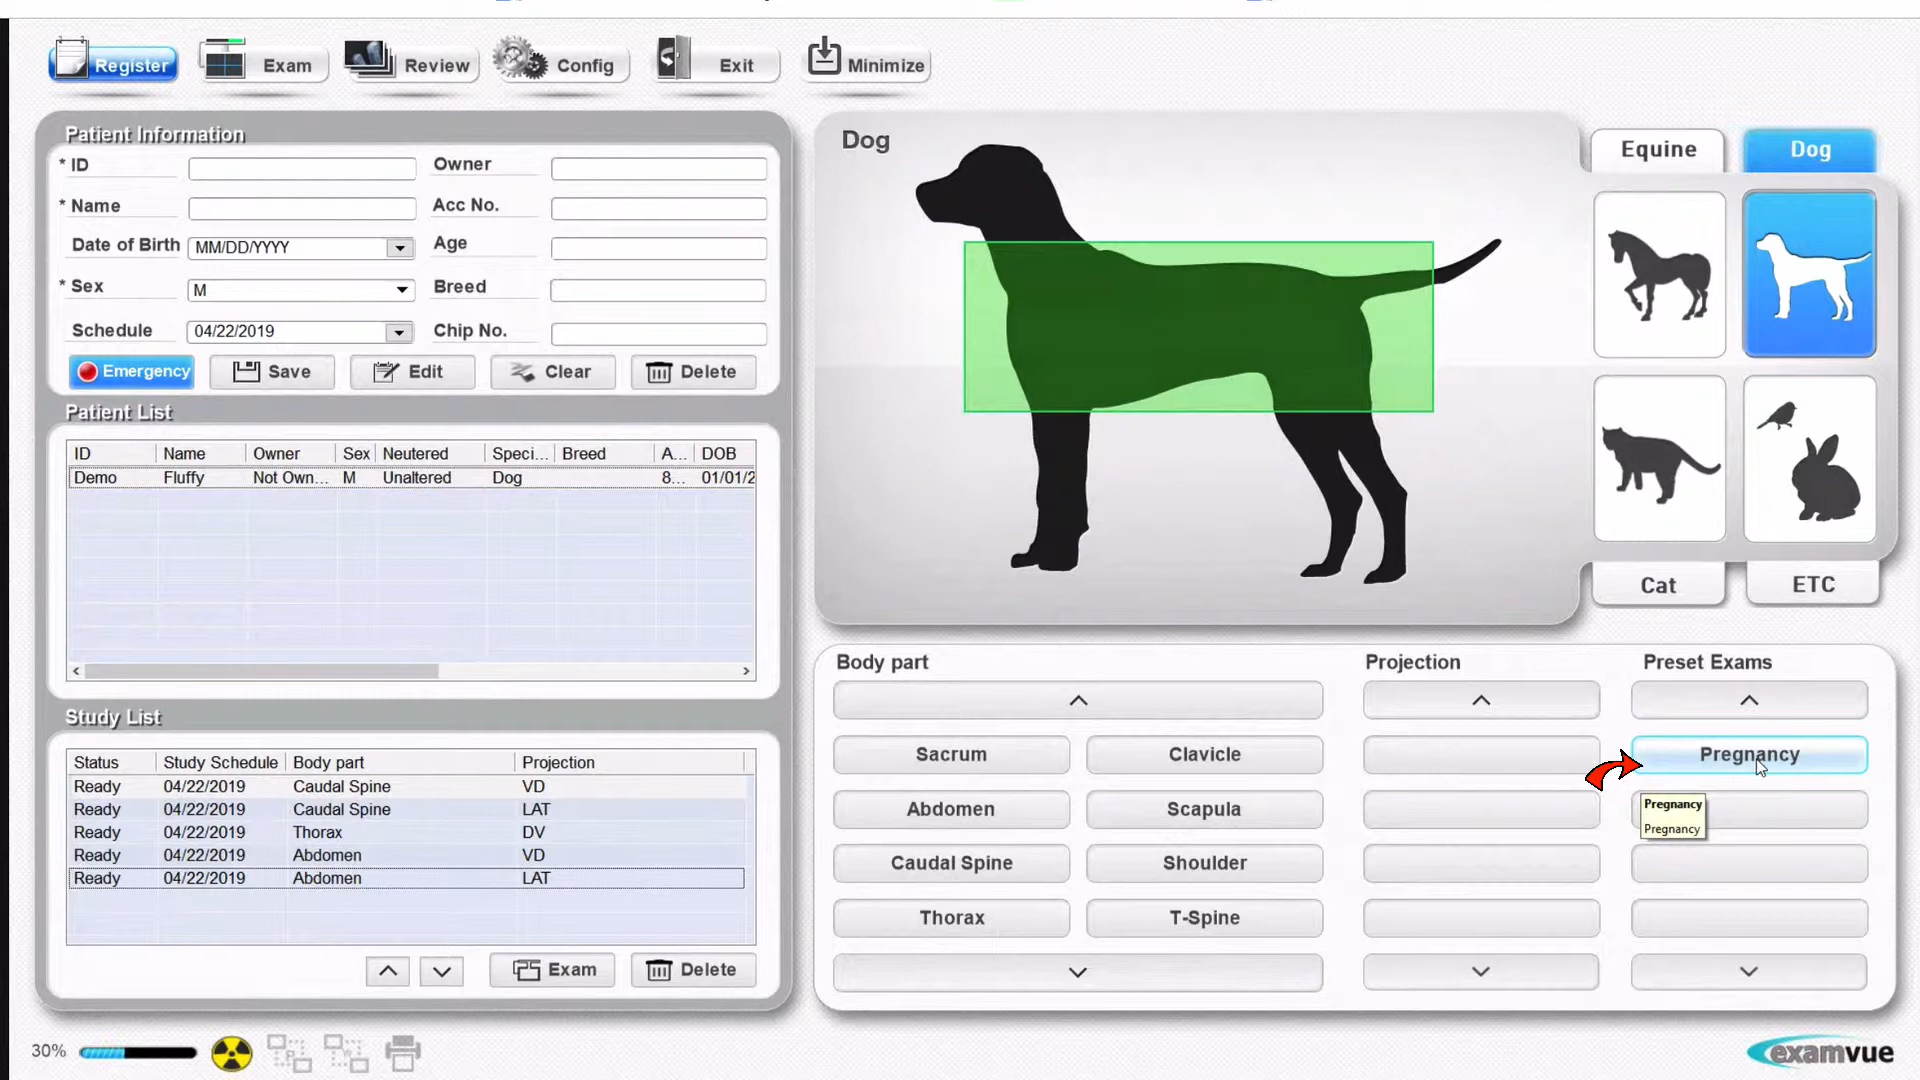 Register
Exam
Review
Config
Exit
Minimize
Patient Information
* ID
Owner
* Name
Acc No.
Date of Birth MM/DD/YYYY
Age
* Sex M
Breed
Schedule 04/22/2019
Chip No.
Emergency
Save
Edit
Clear
Delete
Patient List
ID Name Owner Sex Neutered Speci... Breed A... DOB
Demo Fluffy Not Own... M Unaltered Dog 8... 01/01/2
Study List
Status Study Schedule Body part Projection
Ready 04/22/2019 Caudal Spine VD
Ready 04/22/2019 Caudal Spine LAT
Ready 04/22/2019 Thorax DV
Ready 04/22/2019 Abdomen VD
Ready 04/22/2019 Abdomen LAT
Exam
Delete
30%
Dog
Equine
Dog
Cat
ETC
Body part
Projection
Preset Exams
Sacrum
Clavicle
Pregnancy
Abdomen
Scapula
Pregnancy
Pregnancy
Caudal Spine
Shoulder
Thorax
T-Spine
examvue